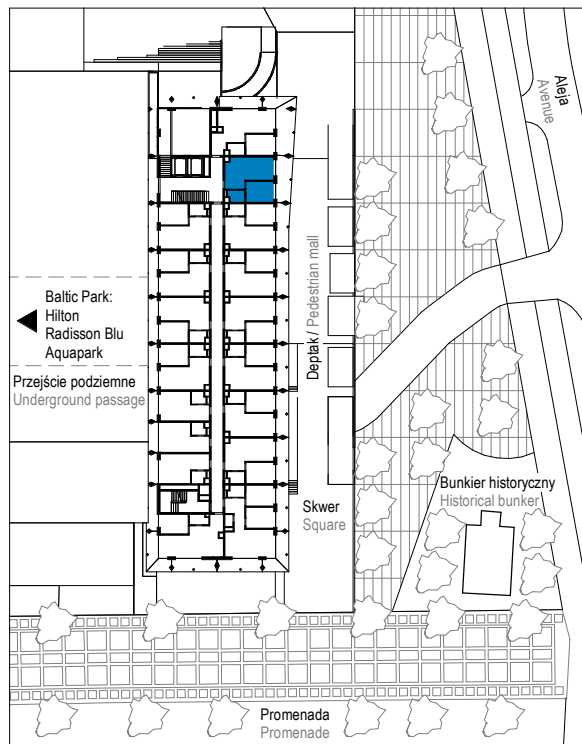 Aleja
Avenue
Baltic Park:
Hilton
Radisson Blu
Aquapark
Przejście podziemne
Underground passage
Deptak / Pedestrian mall
Skwer
Square
Bunkier historyczny
Historical bunker
Promenada
Promenade